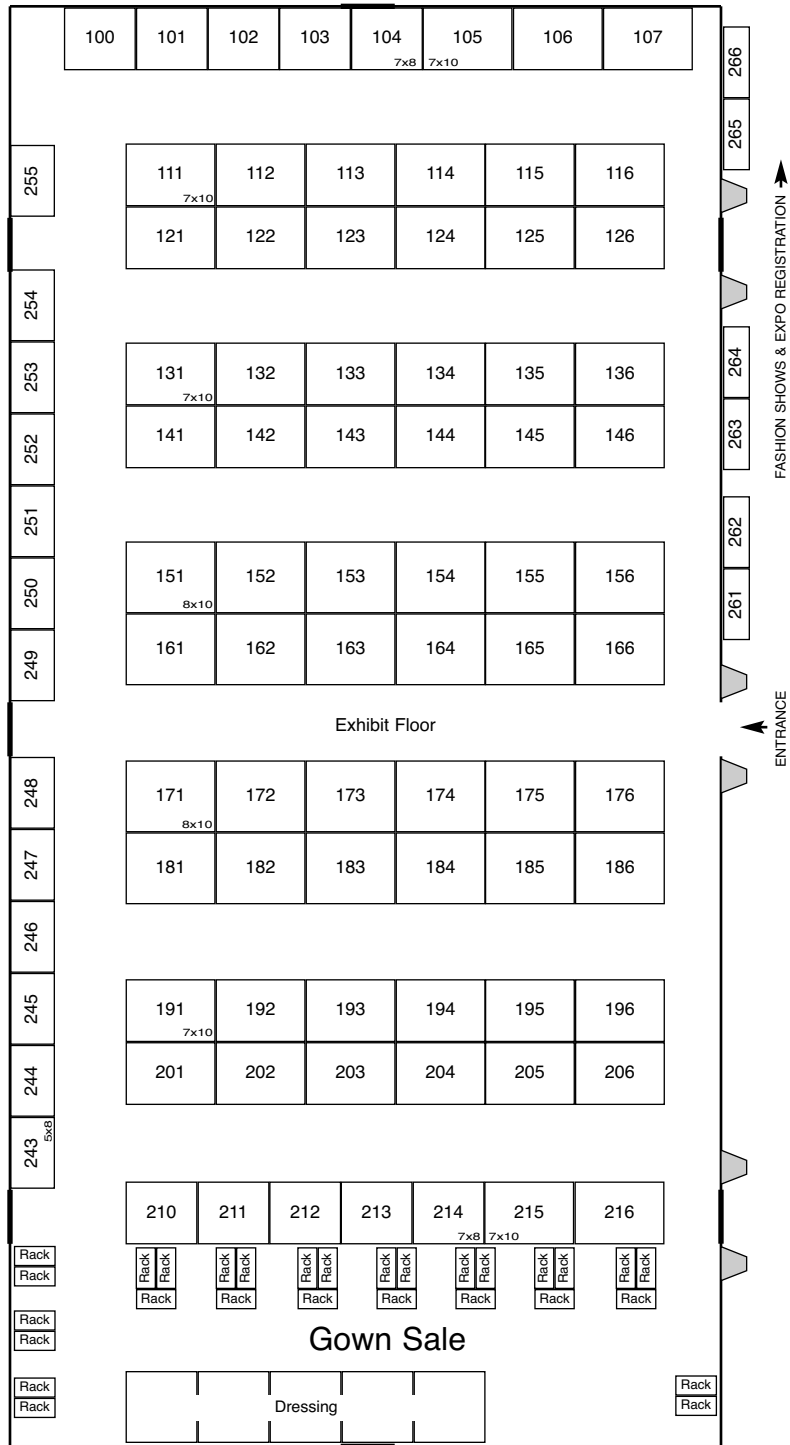 100 101 102 103 104 105 106 107
7x8 7x10
266
265
255
111 112 113 114 115 116
7x10
121 122 123 124 125 126
FASHION SHOWS & EXPO REGISTRATION
254
253
252
251
250
249
131 132 133 134 135 136
7x10
141 142 143 144 145 146
264
263
262
261
151 152 153 154 155 156
8x10
161 162 163 164 165 166
Exhibit Floor
ENTRANCE
248
247
246
245
244
243
5x8
171 172 173 174 175 176
8x10
181 182 183 184 185 186
191 192 193 194 195 196
7x10
201 202 203 204 205 206
210 211 212 213 214 215 216
7x8 7x10
Rack Rack Rack Rack Rack Rack Rack Rack Rack Rack Rack Rack Rack Rack
Rack Rack Rack Rack Rack Rack Rack
Rack
Rack
Rack
Rack
Gown Sale
Rack
Rack
Dressing
Rack
Rack